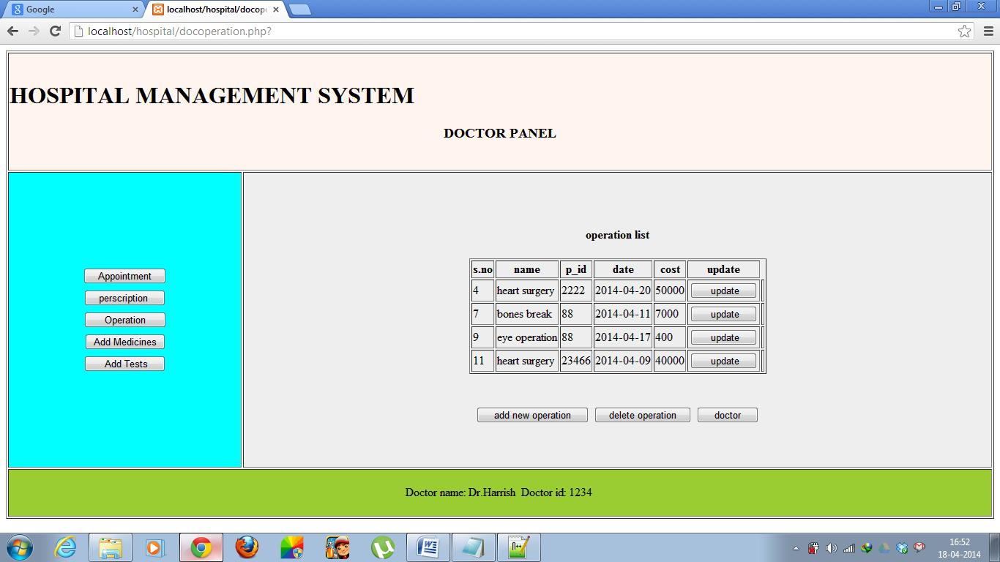 Google
localhost/hospital/docope
localhost/hospital/docoperation.php?
HOSPITAL MANAGEMENT SYSTEM
DOCTOR PANEL
Appointment
perscription
Operation
Add Medicines
Add Tests
operation list
s.no name p_id date cost update
4 heart surgery 2222 2014-04-20 50000 update
7 bones break 88 2014-04-11 7000 update
9 eye operation 88 2014-04-17 400 update
11 heart surgery 23466 2014-04-09 40000 update
add new operation delete operation doctor
Doctor name: Dr.Harrish Doctor id: 1234
16:52
18-04-2014